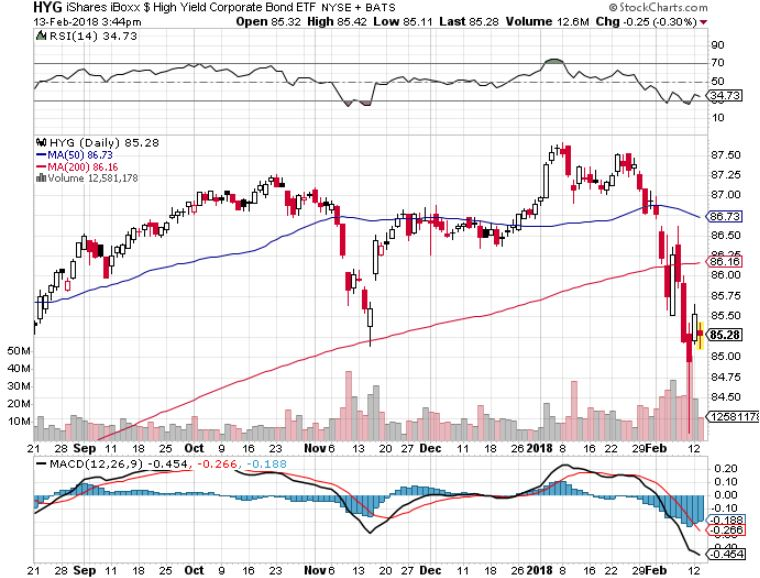 HYG iShares iBoxx $ High Yield Corporate Bond ETF NYSE + BATS
© StockCharts.com
13-Feb-2018 3:44pm
Open 85.32 High 85.42 Low 85.11 Last 85.28 Volume 12.6M Chg -0.25 (-0.30%)
RSI(14) 34.73
90
70
50
34.73
10
HYG (Daily) 85.28
MA(50) 86.73
MA(200) 86.16
Volume 12,581,178
87.50
87.25
87.00
86.73
86.50
86.25
86.16
86.00
85.75
85.50
85.28
85.00
84.75
84.50
12581178
50M
40M
30M
20M
10M
21 28 Sep 11 18 25 Oct 9 16 23 Nov 6 13 20 27 Dec 11 18 26 2018 8 16 22 29 Feb 12
MACD(12,26,9) -0.454, -0.266, -0.188
0.20
0.10
0.00
-0.10
-0.188
-0.266
-0.454
21 28 Sep 11 18 25 Oct 9 16 23 Nov 6 13 20 27 Dec 11 18 26 2018 8 16 22 29 Feb 12